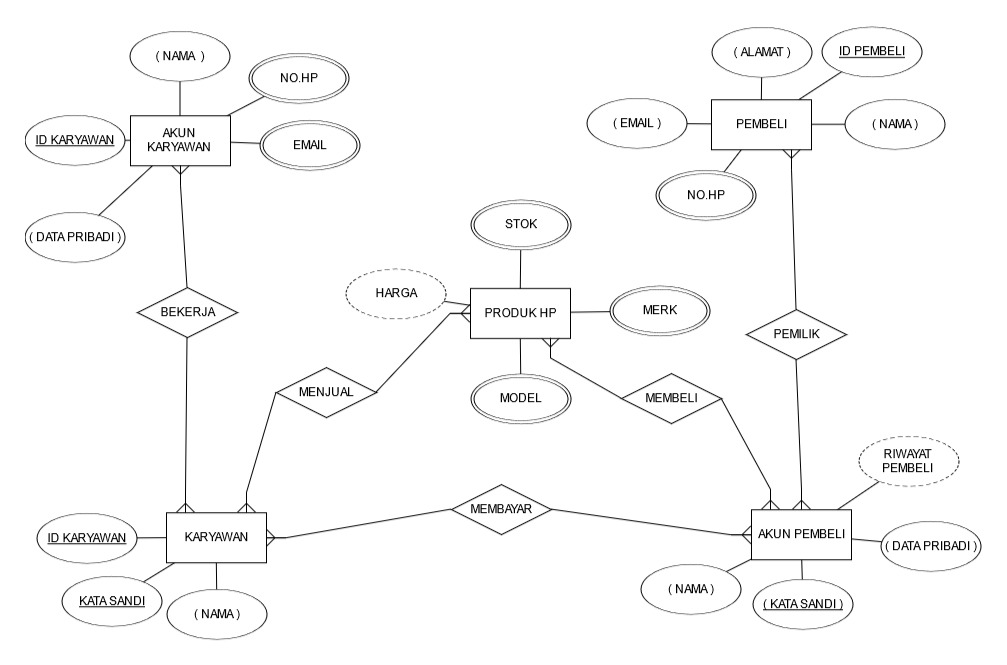 ( NAMA )
NO.HP
ID KARYAWAN
AKUN
KARYAWAN
EMAIL
( DATA PRIBADI )
( ALAMAT )
ID PEMBELI
( EMAIL )
PEMBELI
( NAMA )
NO.HP
STOK
HARGA
PRODUK HP
MERK
MODEL
BEKERJA
MENJUAL
MEMBELI
PEMILIK
MEMBAYAR
ID KARYAWAN
KARYAWAN
KATA SANDI
( NAMA )
RIWAYAT
PEMBELI
AKUN PEMBELI
( DATA PRIBADI )
( NAMA )
( KATA SANDI )